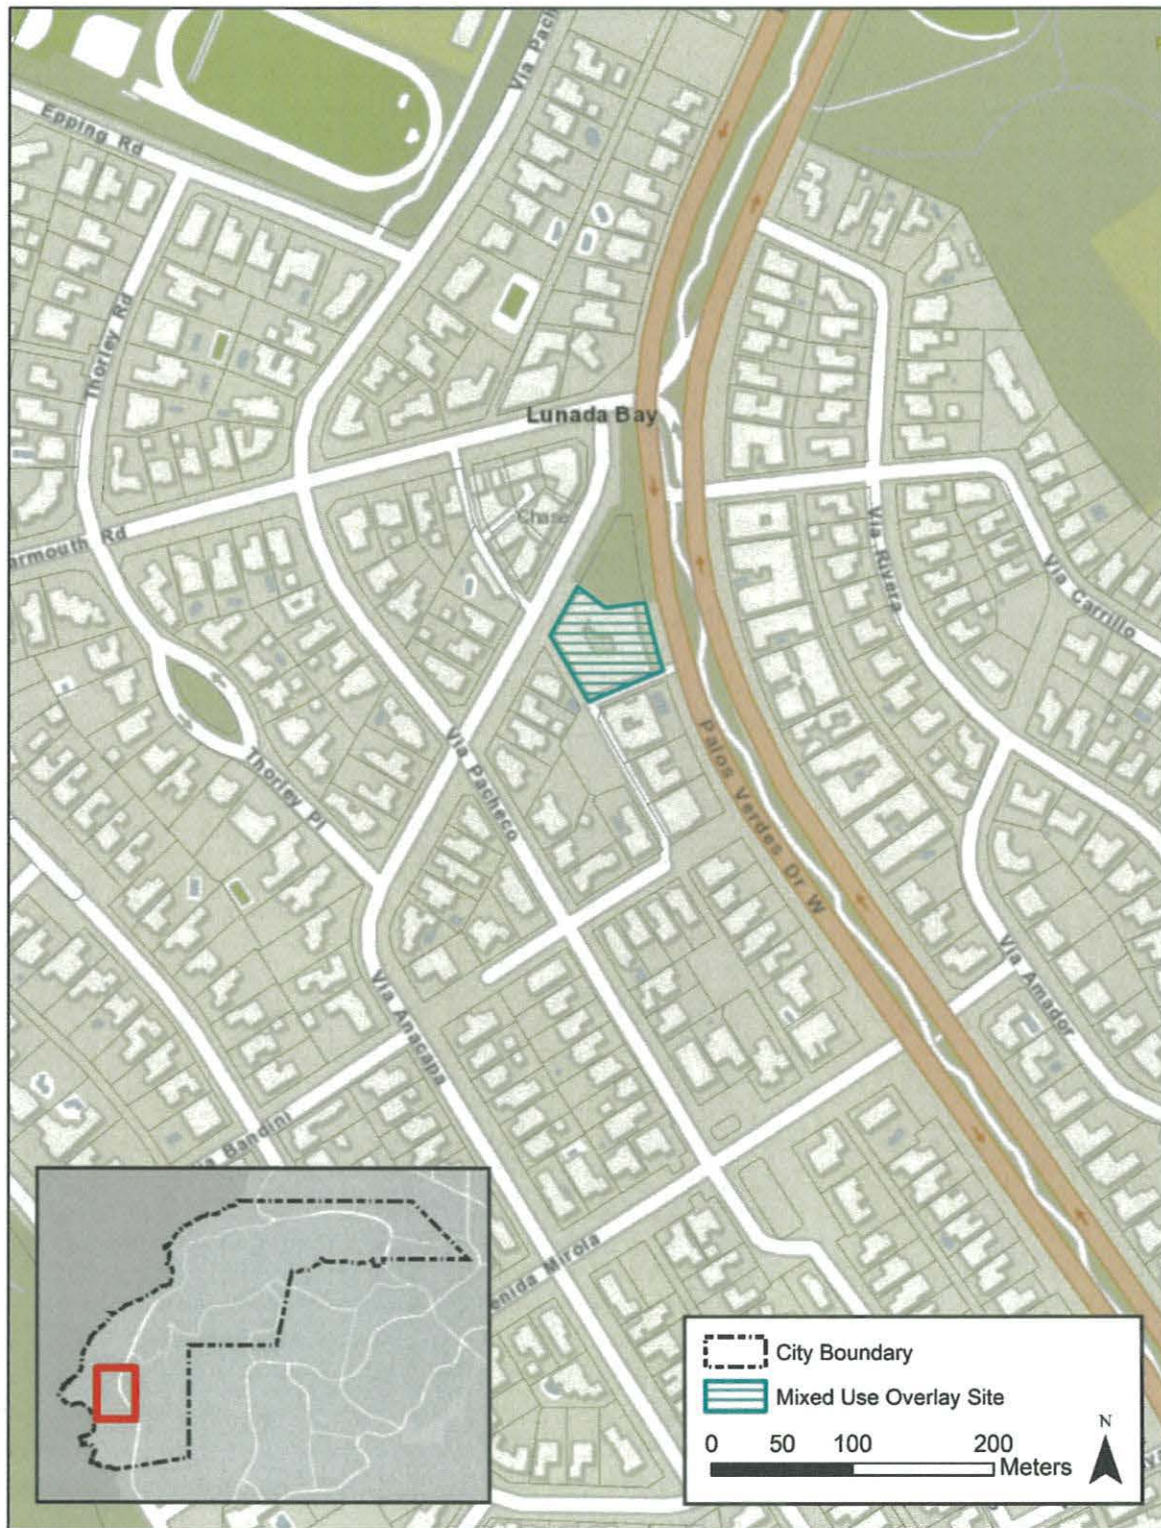 Via Pach
Epping Rd
Thorley Rd
Lunada Bay
Chase
armouth Rd
Via Rivera
Via Carrillo
Thorley Pl
Via Pacheco
Palos Verdes Dr W
Via Amador
Via Anacapa
a Bandini
enida Mirola
City Boundary
Mixed Use Overlay Site
0 50 100 200
Meters
N